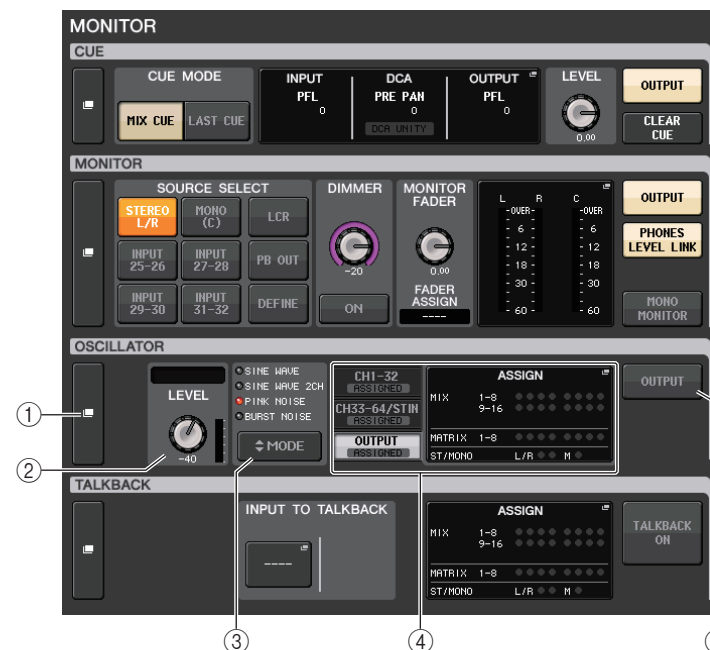 MONITOR
CUE
CUE MODE
MIX CUE
LAST CUE
INPUT
PFL
0
DCA
PRE PAN
0
DCA UNITY
OUTPUT
PFL
0
LEVEL
0.00
OUTPUT
CLEAR
CUE
MONITOR
SOURCE SELECT
STEREO
L/R
MONO
(C)
LCR
INPUT
25-26
INPUT
27-28
PB OUT
INPUT
29-30
INPUT
31-32
DEFINE
DIMMER
-20
ON
MONITOR
FADER
0.00
FADER
ASSIGN
----
L R C
-OVER- -OVER
- 6 - - 6
- 12 - - 12
- 18 - - 18
- 30 - - 30
- 60 - - 60
OUTPUT
PHONES
LEVEL LINK
MONO
MONITOR
OSCILLATOR
LEVEL
-40
SINE WAVE
SINE WAVE 2CH
PINK NOISE
BURST NOISE
MODE
CH1-32
ASSIGNED
CH33-64/STIN
ASSIGNED
OUTPUT
ASSIGNED
ASSIGN
MIX 1-8
9-16
MATRIX 1-8
ST/MONO L/R M
OUTPUT
TALKBACK
INPUT TO TALKBACK
----
ASSIGN
MIX 1-8
9-16
MATRIX 1-8
ST/MONO L/R M
TALKBACK
ON
①
②
③
④